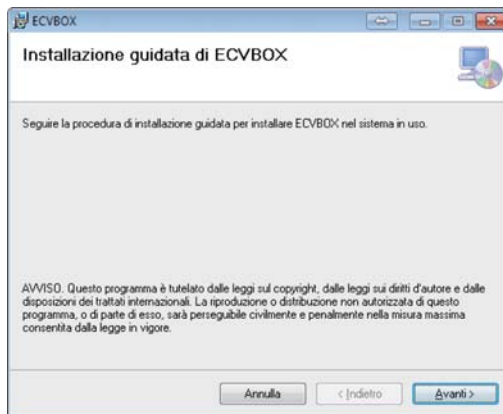 ECVBOX
Installazione guidata di ECVBOX
Seguire la procedura di installazione guidata per installare ECVBOX nel sistema in uso.
AVVISO. Questo programma è tutelato dalle leggi sul copyright, dalle leggi sui diritti d'autore e dalle
disposizioni dei trattati internazionali. La riproduzione o distribuzione non autorizzata di questo
programma, o di parte di esso, sarà perseguibile civilmente e penalmente nella misura massima
consentita dalla legge in vigore.
Annulla < Indietro Avanti >